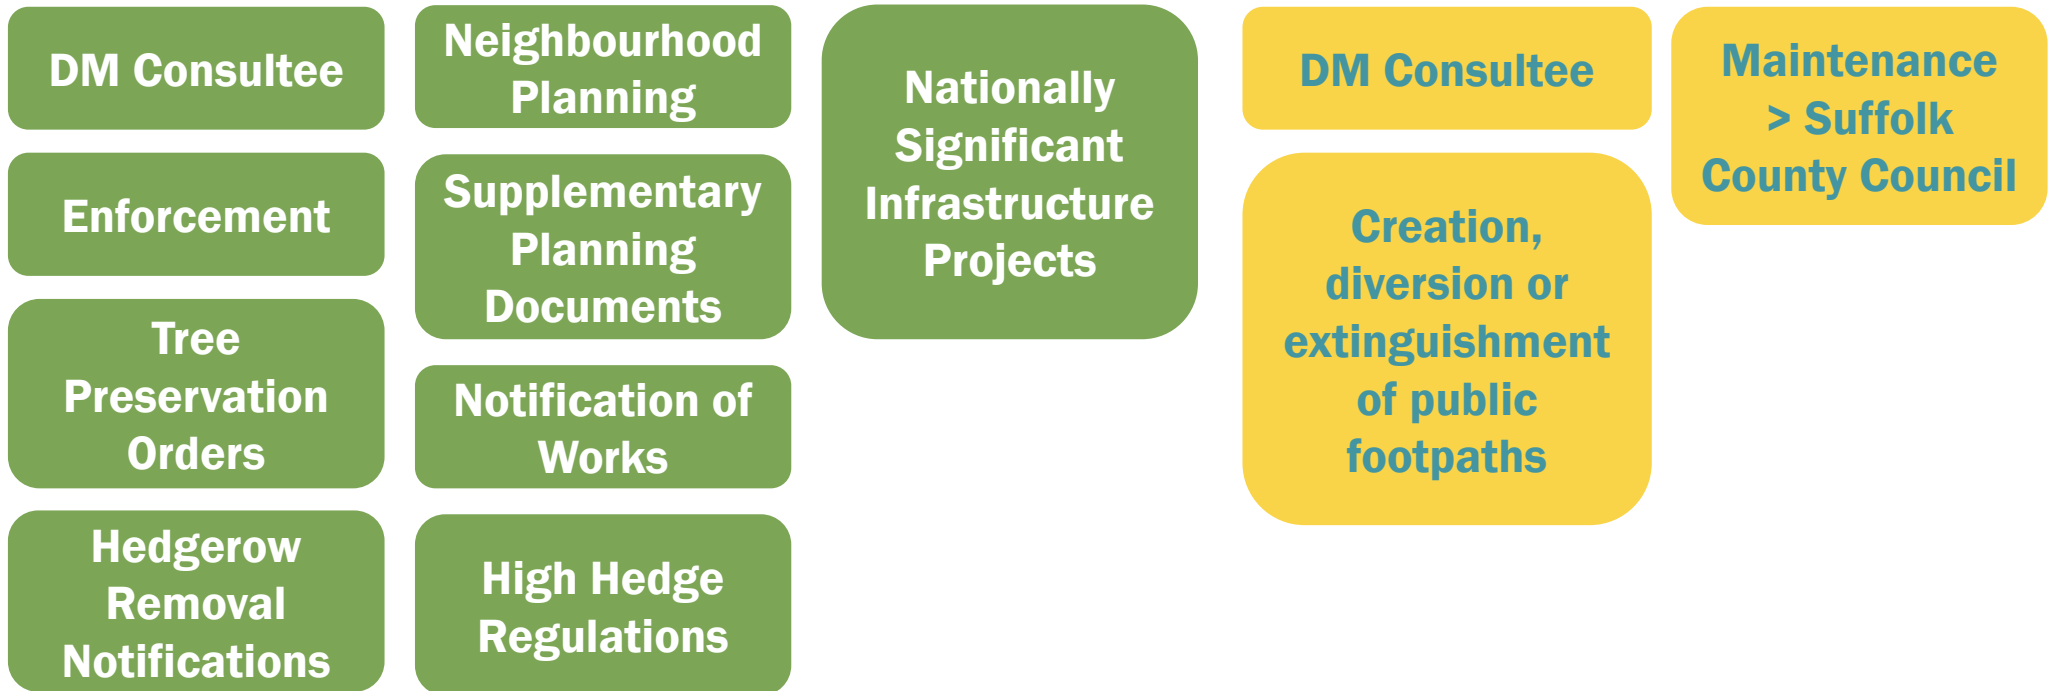 DM Consultee
Enforcement
Tree
Preservation
Orders
Hedgerow
Removal
Notifications
Neighbourhood
Planning
Supplementary
Planning
Documents
Notification of
Works
High Hedge
Regulations
Nationally
Significant
Infrastructure
Projects
DM Consultee
Creation,
diversion or
extinguishment
of public
footpaths
Maintenance
> Suffolk
County Council